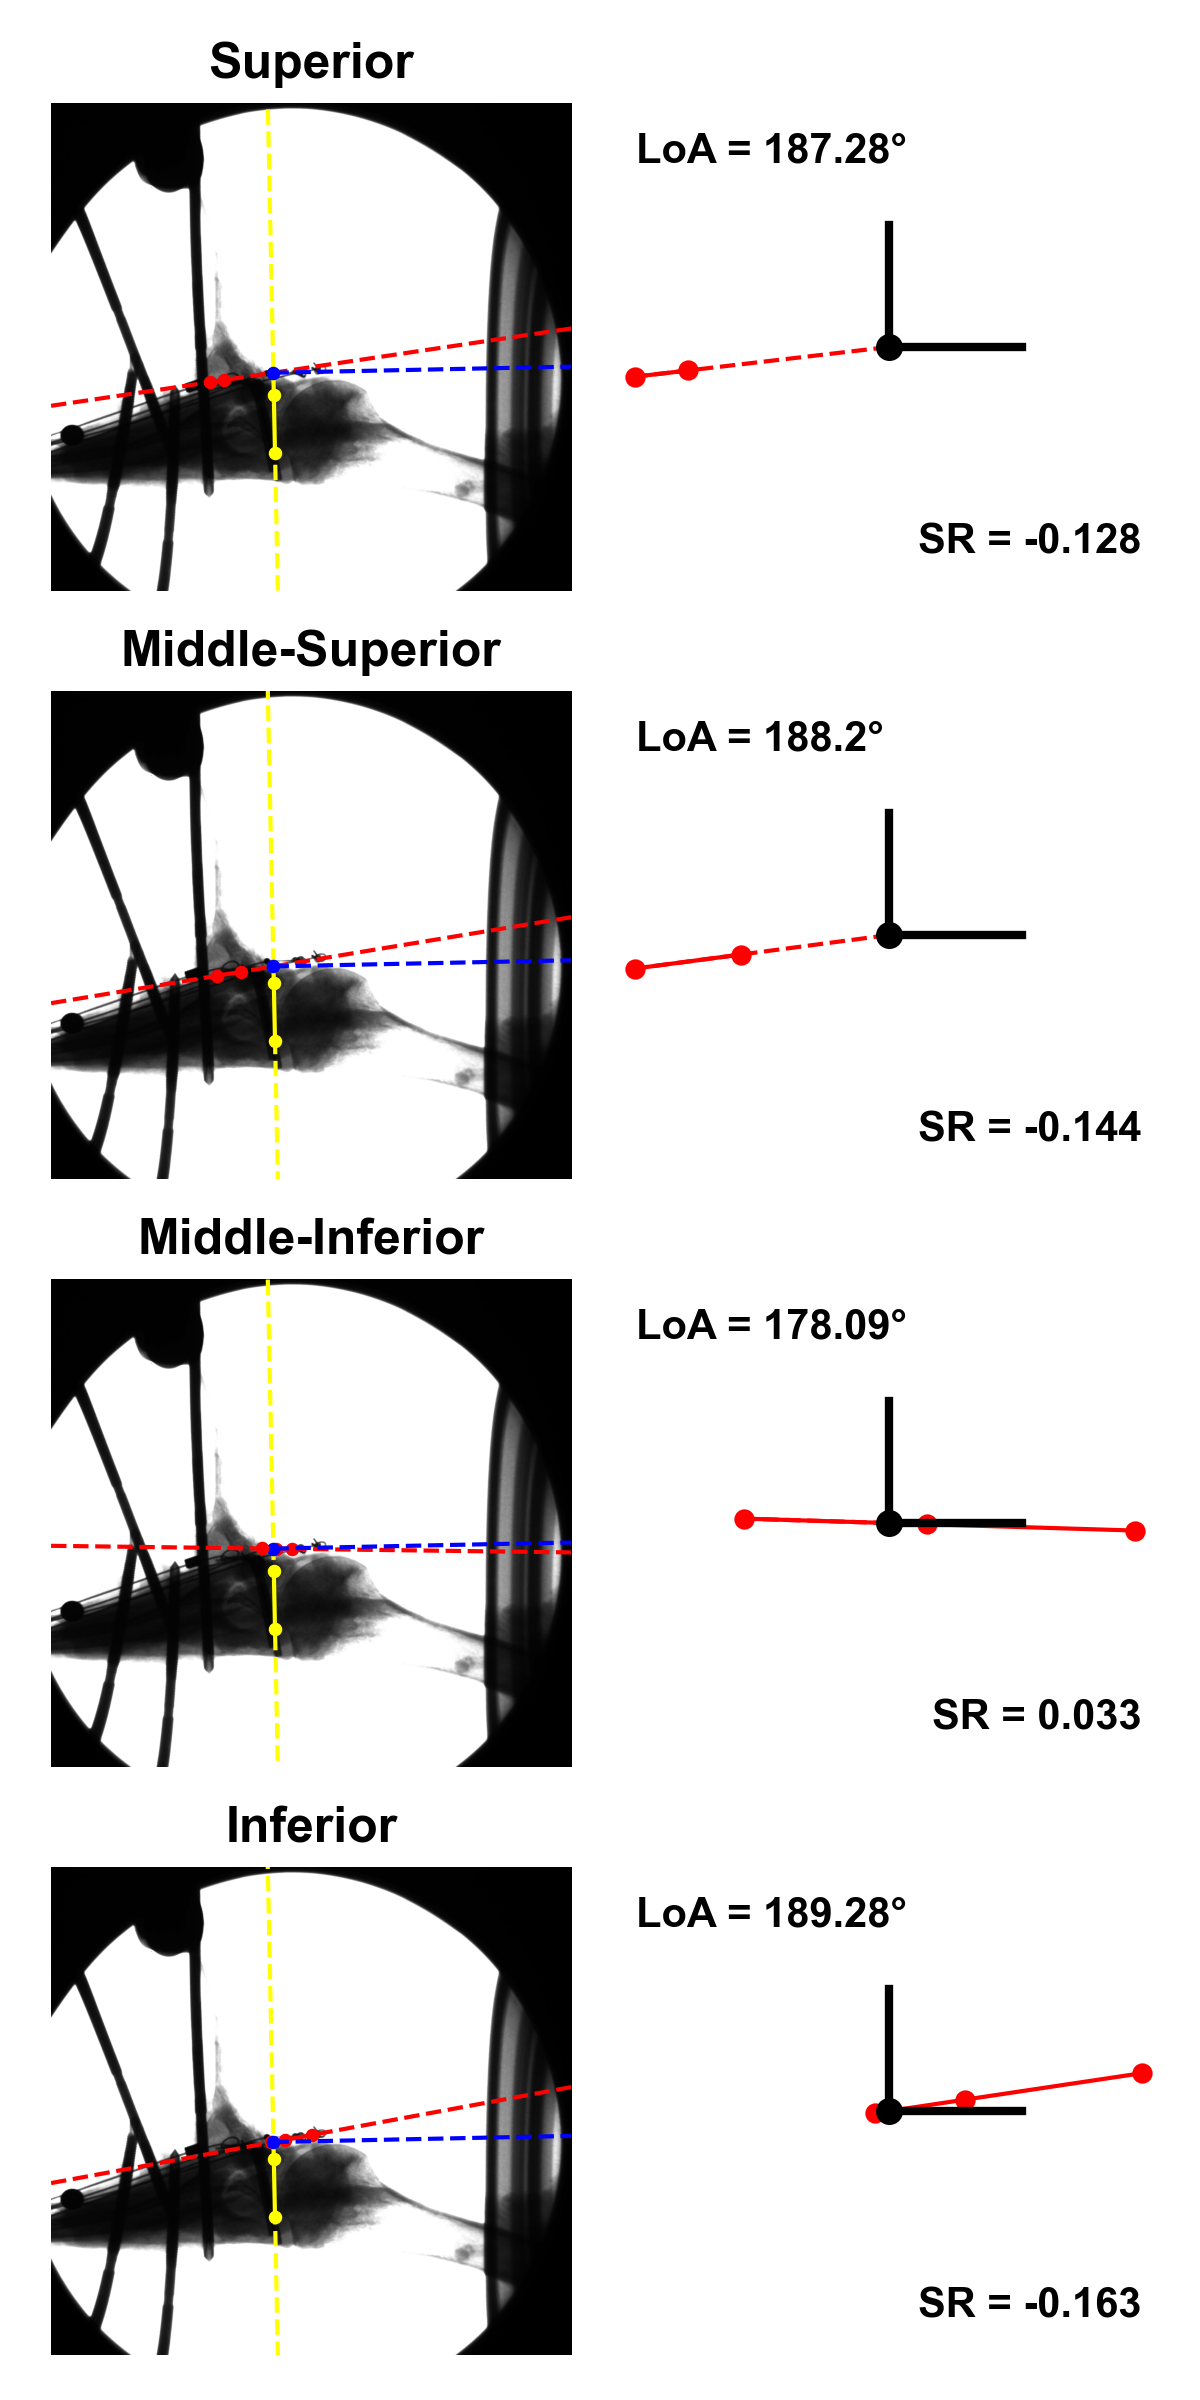 Superior
LoA = 187.28°
SR = -0.128
Middle-Superior
LoA = 188.2°
SR = -0.144
Middle-Inferior
LoA = 178.09°
SR = 0.033
Inferior
LoA = 189.28°
SR = -0.163